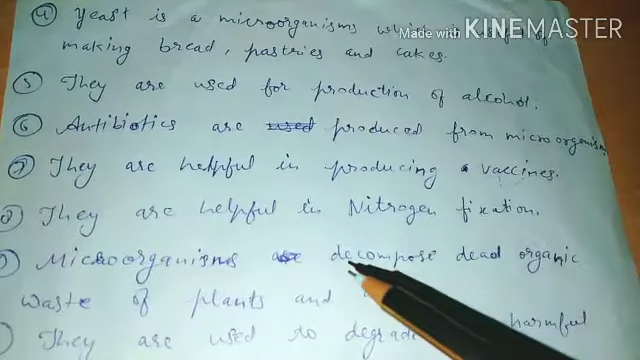 ④ Yeast is a microorganisms which is
Made with KINEMASTER
making bread, pastries and cakes.
⑤ They are used for production of alcohol.
⑥ Antibiotics are used produced from microorganism
⑦ They are helpful in producing vaccines.
⑧ They are helpful in Nitrogen fixation.
Microorganisms are decompose dead organic
waste of plants and
They are used to degrade harmful